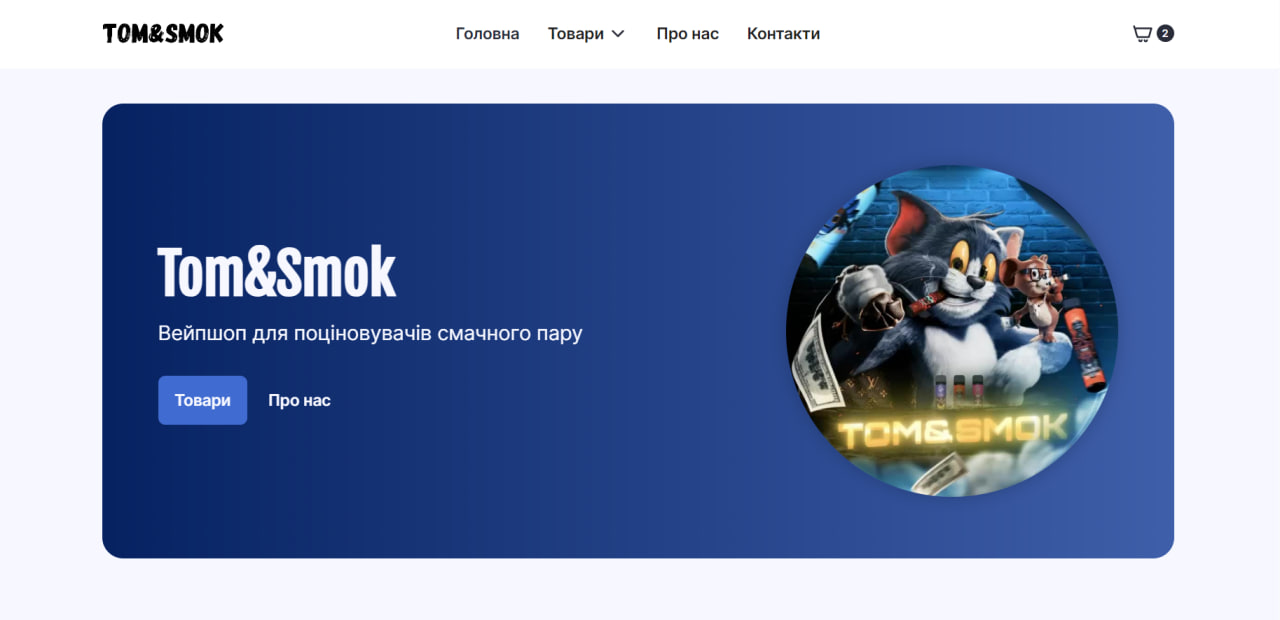 TOM&SMOK
Головна Товари Про нас Контакти
2
Tom&Smok
Вейпшоп для поціновувачів смачного пару
Товари Про нас
TOM&SMOK